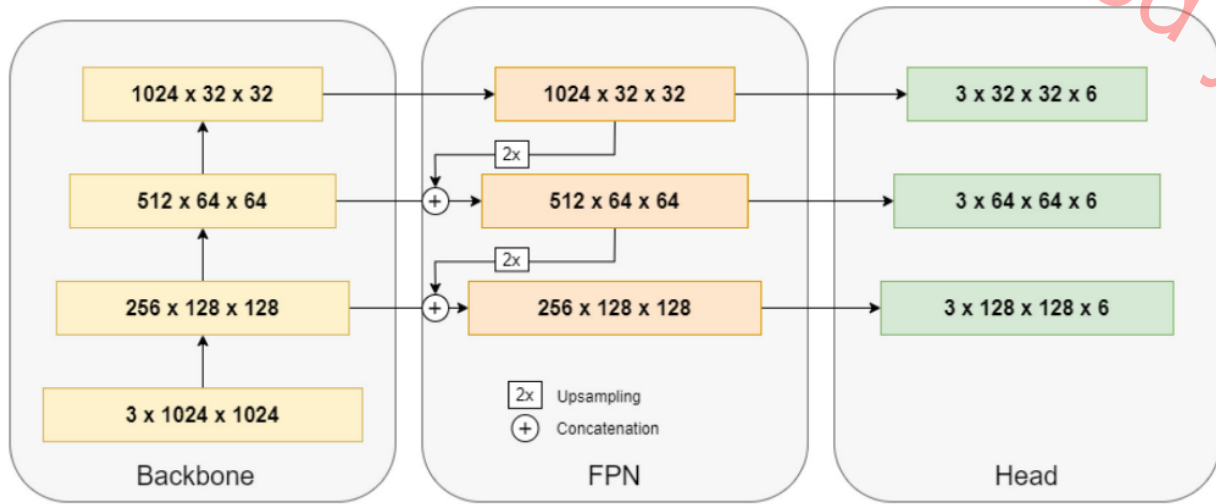 1024 x 32 x 32
1024 x 32 x 32
3 x 32 x 32 x 6
2x
512 x 64 x 64
+
512 x 64 x 64
3 x 64 x 64 x 6
2x
256 x 128 x 128
+
256 x 128 x 128
3 x 128 x 128 x 6
3 x 1024 x 1024
2x Upsampling
+ Concatenation
Backbone
FPN
Head